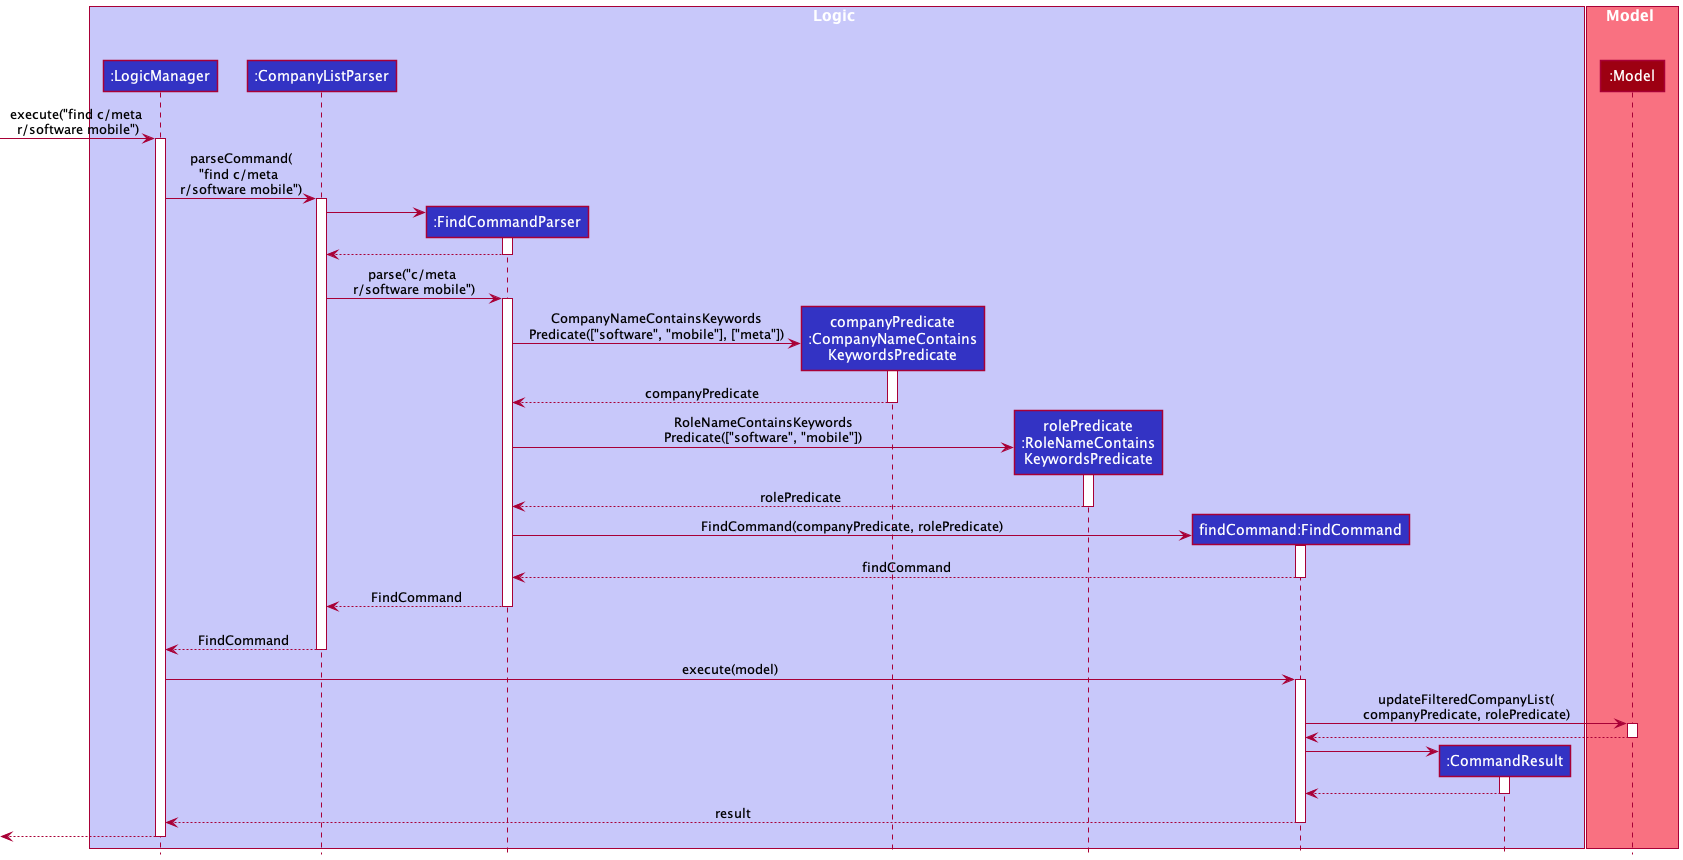 Logic
Model
:LogicManager
:CompanyListParser
:Model
execute("find c/meta
r/software mobile")
parseCommand(
"find c/meta
r/software mobile")
:FindCommandParser
parse("c/meta
r/software mobile")
CompanyNameContainsKeywords
Predicate(["software", "mobile"], ["meta"])
companyPredicate
:CompanyNameContains
KeywordsPredicate
companyPredicate
RoleNameContainsKeywords
Predicate(["software", "mobile"])
rolePredicate
:RoleNameContains
KeywordsPredicate
rolePredicate
FindCommand(companyPredicate, rolePredicate)
findCommand:FindCommand
findCommand
FindCommand
FindCommand
execute(model)
updateFilteredCompanyList(
companyPredicate, rolePredicate)
:CommandResult
result